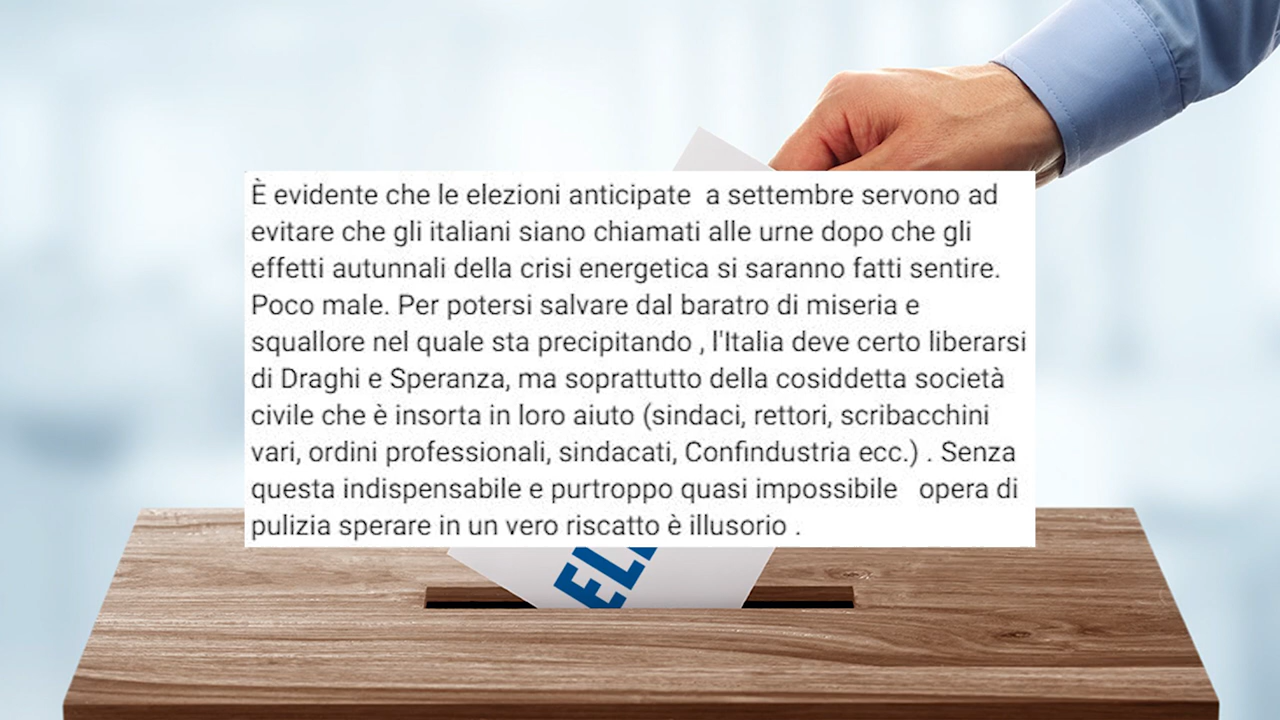 È evidente che le elezioni anticipate  a settembre servono ad
evitare che gli italiani siano chiamati alle urne dopo che gli
effetti autunnali della crisi energetica si saranno fatti sentire.
Poco male. Per potersi salvare dal baratro di miseria e
squallore nel quale sta precipitando , l'Italia deve certo liberarsi
di Draghi e Speranza, ma soprattutto della cosiddetta società
civile che è insorta in loro aiuto (sindaci, rettori, scribacchini
vari, ordini professionali, sindacati, Confindustria ecc.) . Senza
questa indispensabile e purtroppo quasi impossibile   opera di
pulizia sperare in un vero riscatto è illusorio .